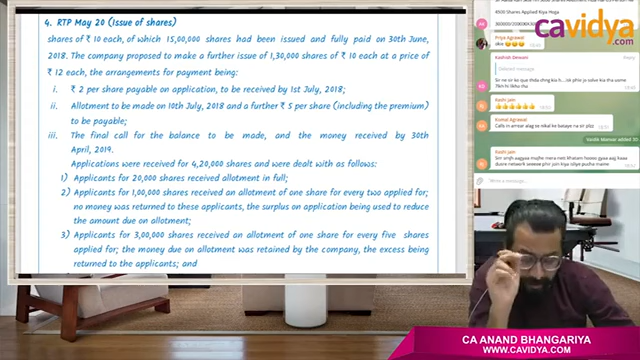 4. RTP May 20 (Issue of shares)
shares of ₹ 10 each, of which 15,00,000 shares had been issued and fully paid on 30th June,
2018. The company proposed to make a further issue of 1,30,000 shares of ₹ 10 each at a price of
₹ 12 each, the arrangements for payment being:
i. ₹ 2 per share payable on application, to be received by 1st July, 2018;
ii. Allotment to be made on 10th July, 2018 and a further ₹ 5 per share (including the premium)
to be payable;
iii. The final call for the balance to be made, and the money received by 30th
April, 2019.
Applications were received for 4,20,000 shares and were dealt with as follows:
1) Applicants for 20,000 shares received allotment in full;
2) Applicants for 1,00,000 shares received an allotment of one share for every two applied for;
no money was returned to these applicants, the surplus on application being used to reduce
the amount due on allotment;
3) Applicants for 3,00,000 shares received an allotment of one share for every five shares
applied for; the money due on allotment was retained by the company, the excess being
returned to the applicants; and
cavidya
.com
4000 Shares Applied Kiya Hoga
Priya Agrawal
Kashish Dewani
Deleted message
Kashi jain
Komal Agrawal
Calls in arrear alag se nikal ke bataye na sir plzz
Kashi jain
CA ANAND BHANGARIYA
WWW.CAVIDYA.COM